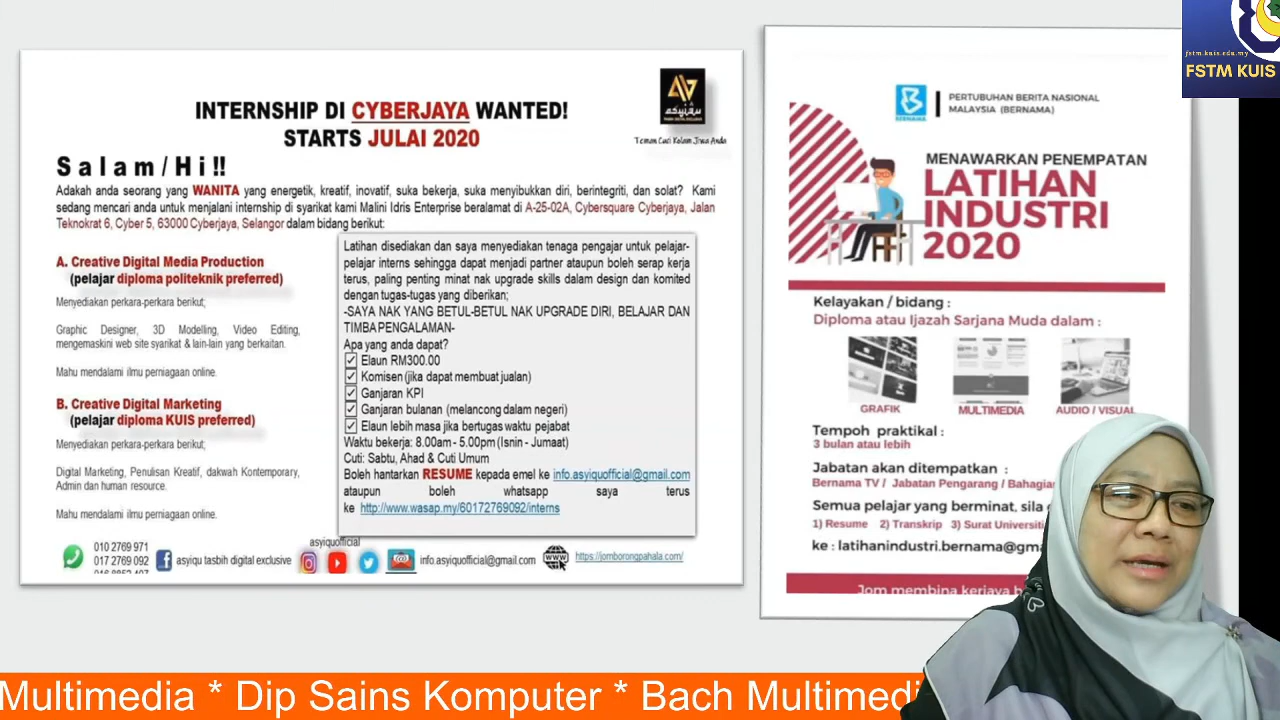 INTERNSHIP DI CYBERJAYA WANTED!
STARTS JULAI 2020
Teman Cuci Kolam Jiwa Anda
Salam/Hi!!
Adakah anda seorang yang WANITA yang energetik, kreatif, inovatif, suka bekerja, suka menyibukkan diri, berintegriti, dan solat? Kami
sedang mencari anda untuk menjalani internship di syarikat kami Malini Idris Enterprise beralamat di A-25-02A, Cybersquare Cyberjaya, Jalan
Teknokrat 6, Cyber 5, 63000 Cyberjaya, Selangor dalam bidang berikut:
A. Creative Digital Media Production
(pelajar diploma politeknik preferred)
Menyediakan perkara-perkara berikut;
Graphic Designer, 3D Modelling, Video Editing,
mengemaskini web site syarikat & lain-lain yang berkaitan.
Mahu mendalami ilmu perniagaan online.
B. Creative Digital Marketing
(pelajar diploma KUIS preferred)
Menyediakan perkara-perkara berikut;
Digital Marketing, Penulisan Kreatif, dakwah Kontemporary,
Admin dan human resource.
Mahu mendalami ilmu perniagaan online.
Latihan disediakan dan saya menyediakan tenaga pengajar untuk pelajar-
pelajar interns sehingga dapat menjadi partner ataupun boleh serap kerja
terus, paling penting minat nak upgrade skills dalam design dan komited
dengan tugas-tugas yang diberikan;
-SAYA NAK YANG BETUL-BETUL NAK UPGRADE DIRI, BELAJAR DAN
TIMBA PENGALAMAN-
Apa yang anda dapat?
Elaun RM300.00
Komisen (jika dapat membuat jualan)
Ganjaran KPI
Ganjaran bulanan (melancong dalam negeri)
Elaun lebih masa jika bertugas waktu pejabat
Waktu bekerja: 8.00am - 5.00pm (Isnin - Jumaat)
Cuti: Sabtu, Ahad & Cuti Umum
Boleh hantarkan RESUME kepada emel ke info.asyiquofficial@gmail.com
ataupun boleh whatsapp saya terus
ke http://www.wasap.my/60172769092/interns
010 2769 971
017 2769 092
asyiqu tasbih digital exclusive
asyiquofficial
info.asyiquofficial@gmail.com
WWW
https://jomborongpahala.com/
BERNAMA
PERTUBUHAN BERITA NASIONAL
MALAYSIA (BERNAMA)
MENAWARKAN PENEMPATAN
LATIHAN
INDUSTRI
2020
Kelayakan / bidang :
Diploma atau Ijazah Sarjana Muda dalam :
GRAFIK MULTIMEDIA AUDIO / VISUAL
Tempoh praktikal :
3 bulan atau lebih
Jabatan akan ditempatkan :
Bernama TV / Jabatan Pengarang / Bahagia
Semua pelajar yang berminat, sila
1) Resume 2) Transkrip 3) Surat Universiti
ke : latihanindustri.bernama@gma
Jom membina kerjaya
fstm.kuis.edu.my
FSTM KUIS
Multimedia * Dip Sains Komputer * Bach Multimedi